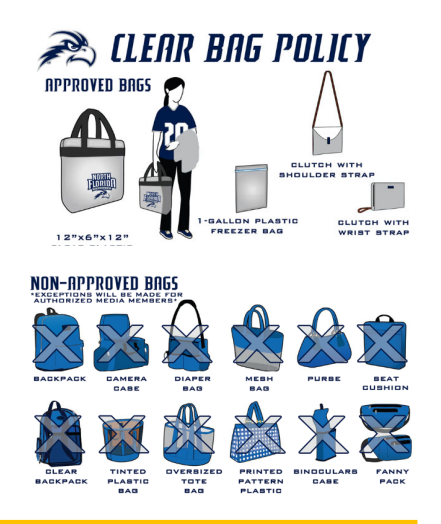 CLEAR BAG POLICY
APPROVED BAGS
NORTH
FLORIDA
20
NORTH
FLORIDA
CLUTCH WITH
SHOULDER STRAP
1-GALLON PLASTIC
FREEZER BAG
CLUTCH WITH
WRIST STRAP
12"x6"x12"
NON-APPROVED BAGS
*EXCEPTIONS WILL BE MADE FOR
AUTHORIZED MEDIA MEMBERS*
BACKPACK
CAMERA
CASE
DIAPER
BAG
MESH
BAG
PURSE
SEAT
CUSHION
CLEAR
BACKPACK
TINTED
PLASTIC
BAG
OVERSIZED
TOTE
BAG
PRINTED
PATTERN
PLASTIC
BINOCULARS
CASE
FANNY
PACK